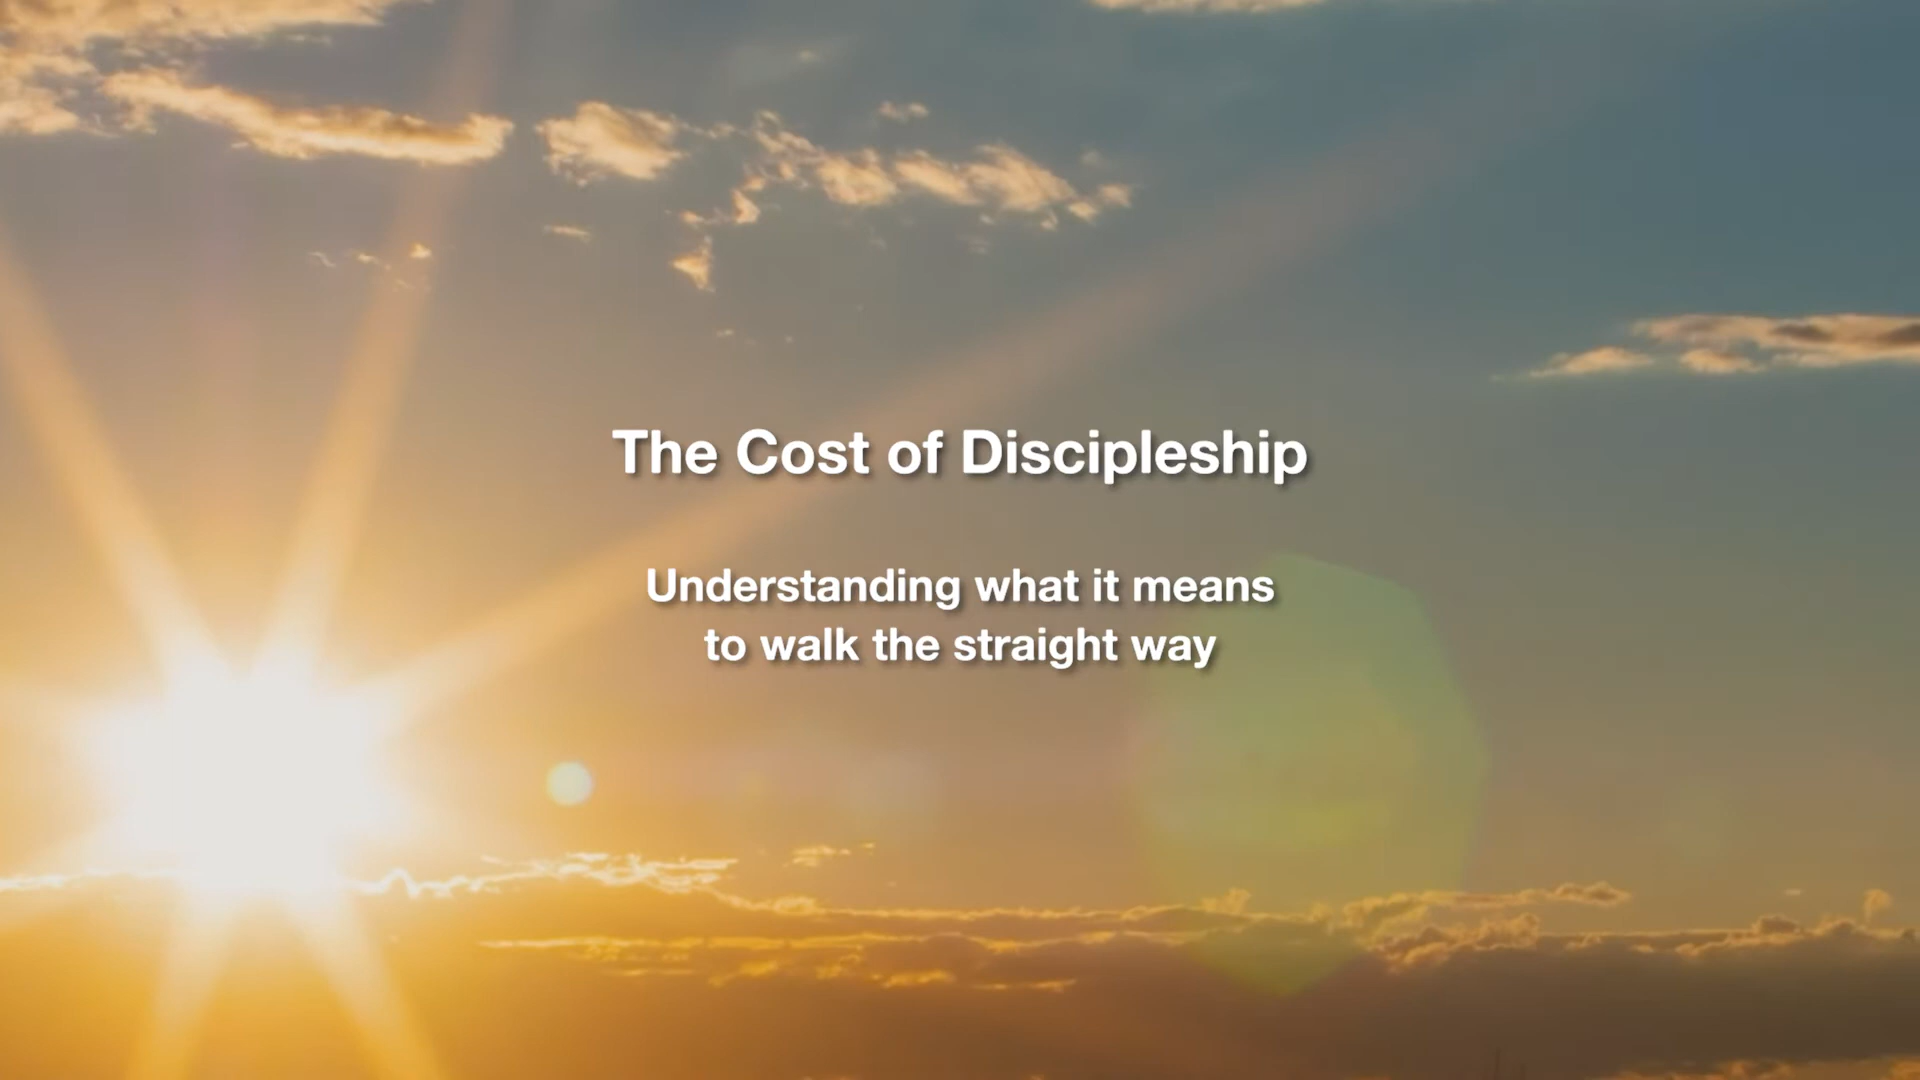 The Cost of Discipleship
Understanding what it means
to walk the straight way